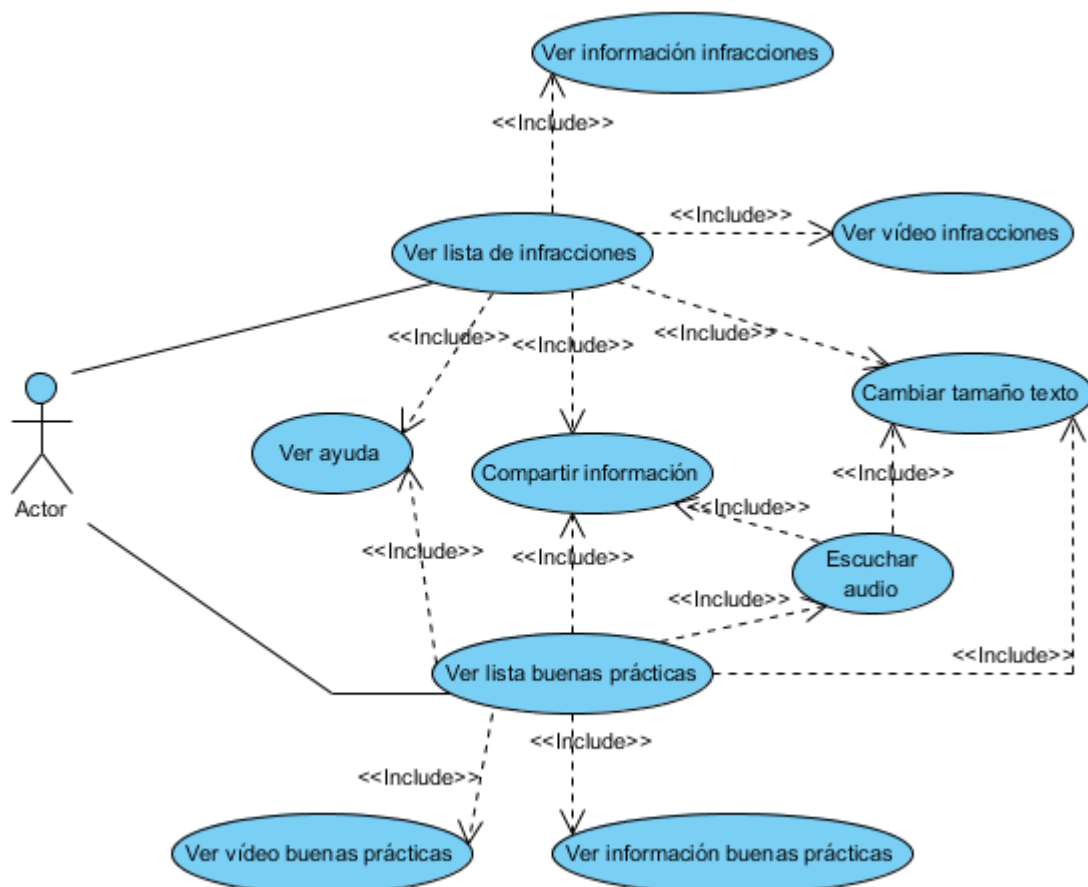 Ver información infracciones
<<Include>>
<<Include>>
Ver lista de infracciones
Ver vídeo infracciones
<<Include>>
<<Include>>
<<Include>>
Cambiar tamaño texto
Ver ayuda
Compartir información
<<Include>>
Actor
<<Include>>
<<Include>>
<<Include>>
Escuchar
audio
<<Include>>
<<Include>>
Ver lista buenas prácticas
<<Include>>
<<Include>>
Ver vídeo buenas prácticas
Ver información buenas prácticas